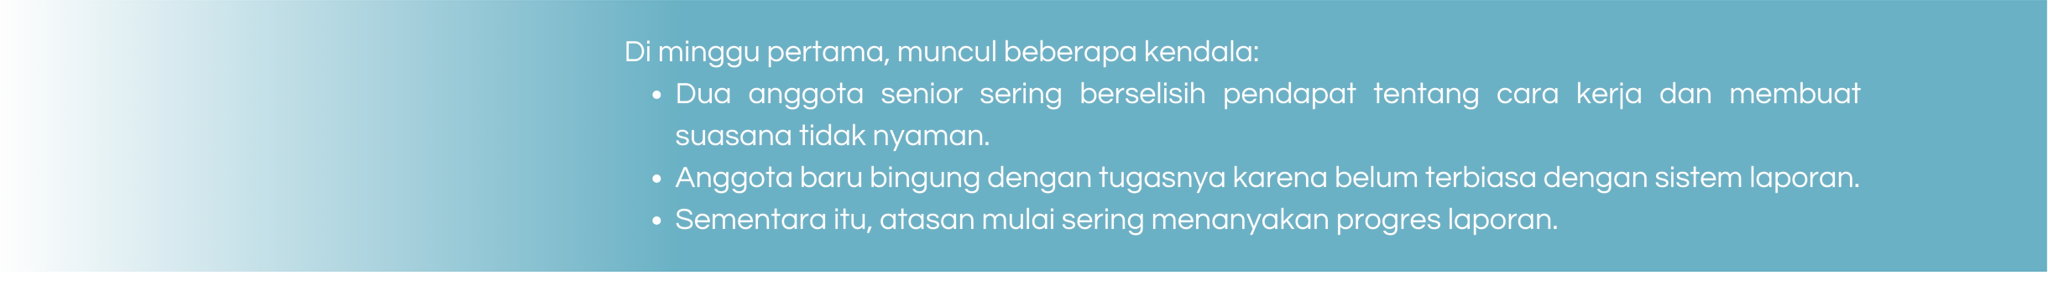 Di minggu pertama, muncul beberapa kendala:
• Dua anggota senior sering berselisih pendapat tentang cara kerja dan membuat
suasana tidak nyaman.
• Anggota baru bingung dengan tugasnya karena belum terbiasa dengan sistem laporan.
• Sementara itu, atasan mulai sering menanyakan progres laporan.